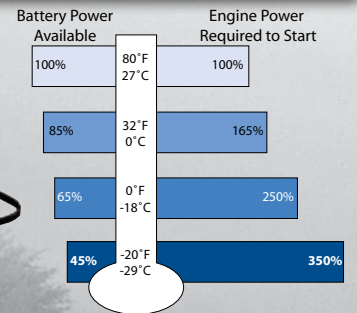 Battery Power
Available
Engine Power
Required to Start
100%
80˚F
27˚C
100%
85%
32˚F
0˚C
165%
65%
0˚F
-18˚C
250%
45%
-20˚F
-29˚C
350%